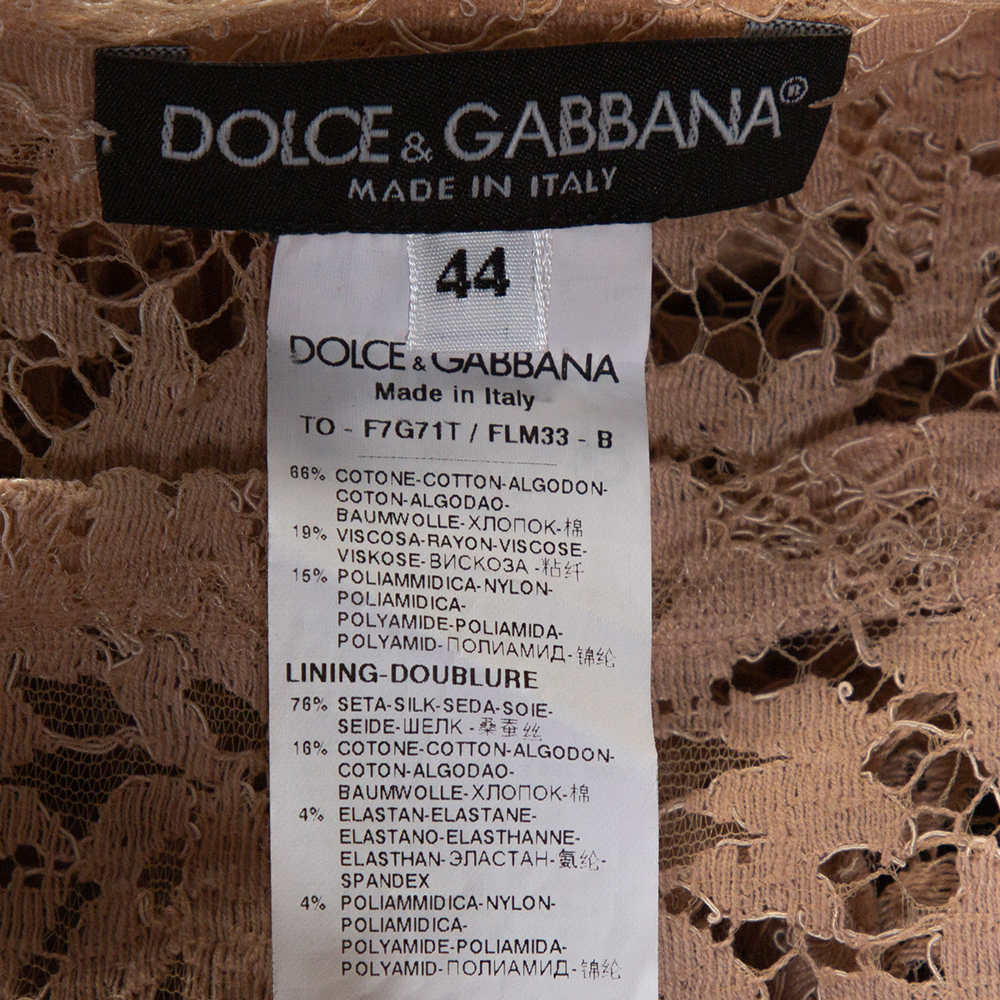 DOLCE & GABBANA®
MADE IN ITALY
44
DOLCE & GABBANA
Made in Italy
TO - F7G71T / FLM33 - B
66% COTONE-COTTON-ALGODON-
COTON-ALGODAO-
BAUMWOLLE-ХЛОПОК-棉
19% VISCOSA-RAYON-VISCOSE-
VISKOSE-ВИСКОЗА -粘纤
15% POLIAMMIDICA-NYLON-
POLIAMIDICA-
POLYAMIDE-POLIAMIDA-
POLYAMID-ПОЛИАМИД-锦纶
LINING-DOUBLURE
76% SETA-SILK-SEDA-SOIE-
SEIDE-ШЕЛК -桑蚕丝
16% COTONE-COTTON-ALGODON-
COTON-ALGODAO-
BAUMWOLLE-ХЛОПОК-棉
4% ELASTAN-ELASTANE-
ELASTANO-ELASTHANNE-
ELASTHAN-ЭЛАСТАН-氨纶-
SPANDEX
4% POLIAMMIDICA-NYLON-
POLIAMIDICA-
POLYAMIDE-POLIAMIDA-
POLYAMID-ПОЛИАМИД-锦纶